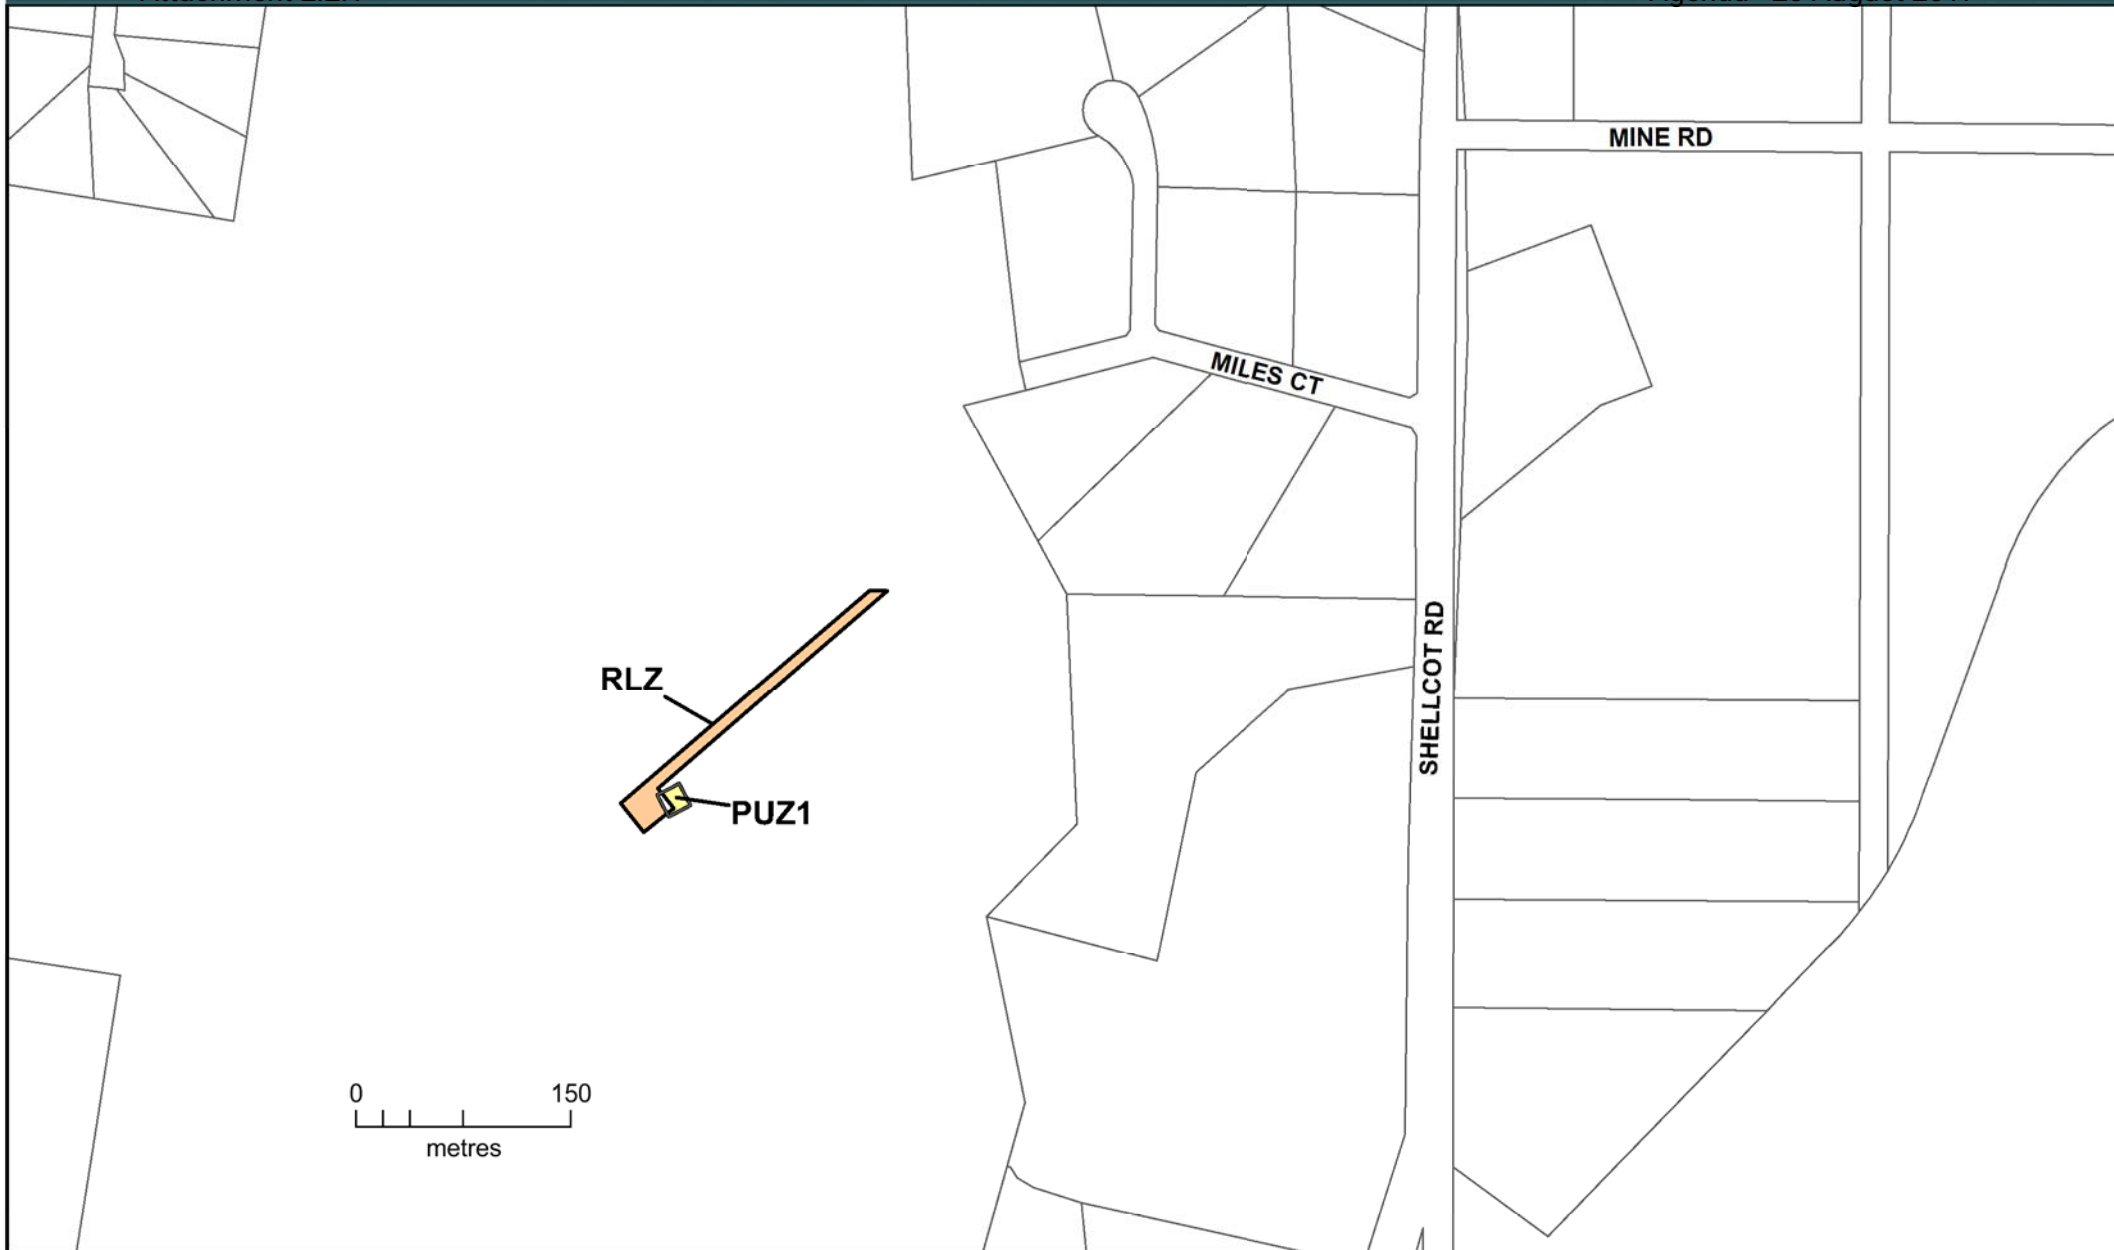 MINE RD
MILES CT
SHELLCOT RD
RLZ
PUZ1
0 150
metres